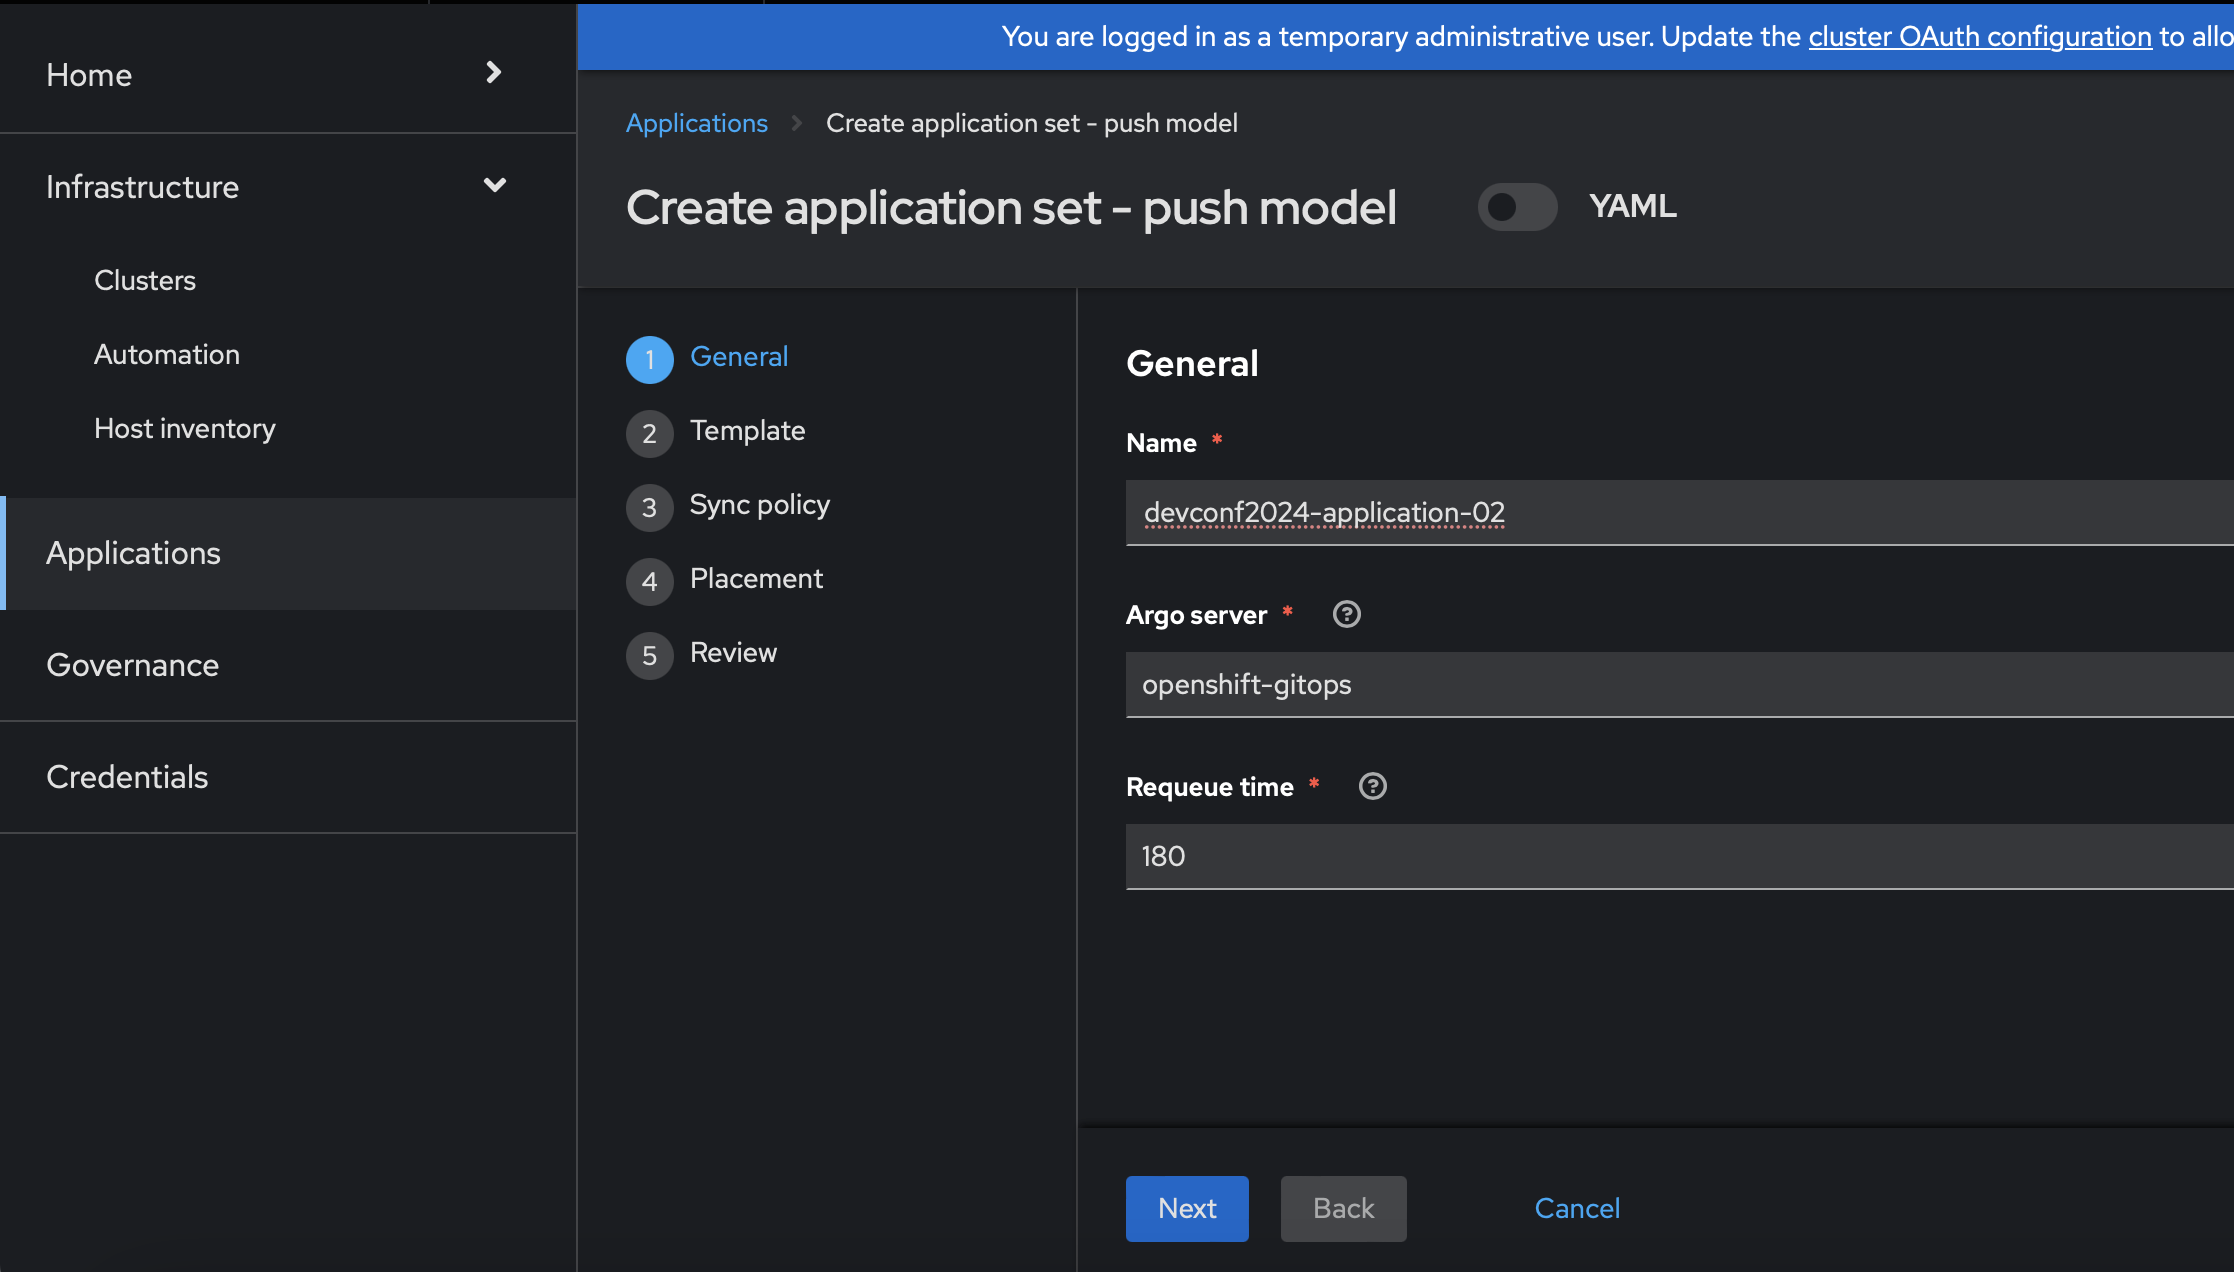 You are logged in as a temporary administrative user. Update the cluster OAuth configuration to allo
Home
Infrastructure
Clusters
Automation
Host inventory
Applications
Governance
Credentials
Applications > Create application set - push model
Create application set - push model
YAML
1 General
2 Template
3 Sync policy
4 Placement
5 Review
General
Name *
devconf2024-application-02
Argo server *
openshift-gitops
Requeue time *
180
Next
Back
Cancel